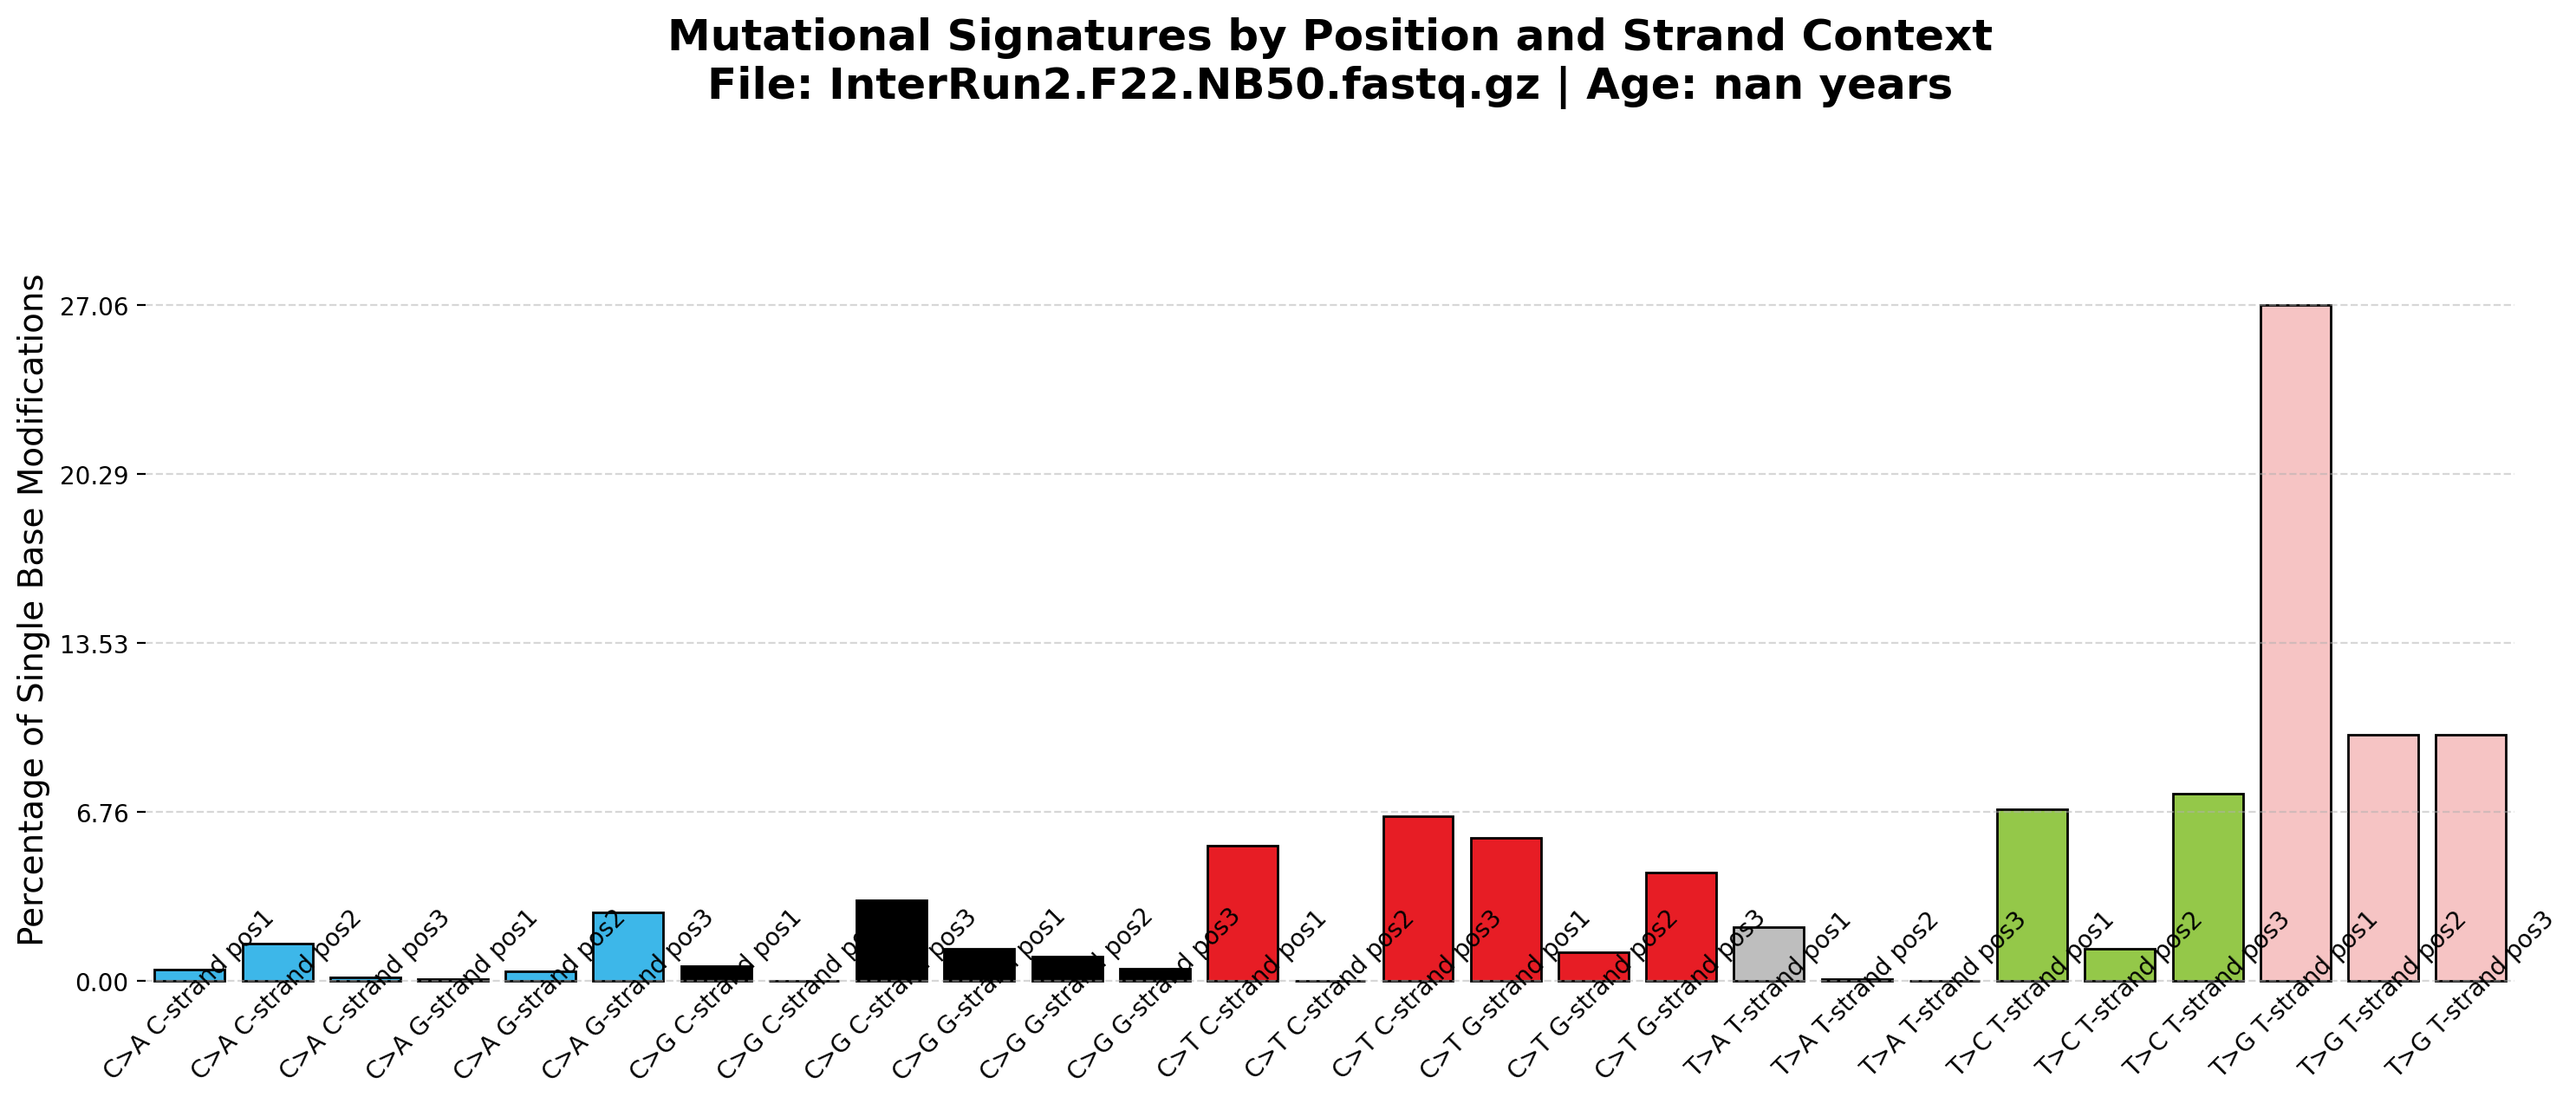 Mutational Signatures by Position and Strand Context
File: InterRun2.F22.NB50.fastq.gz | Age: nan years
Percentage of Single Base Modifications
27.06
20.29
13.53
6.76
0.00
C>A C-strand pos1
C>A C-strand pos2
C>A C-strand pos3
C>A G-strand pos1
C>A G-strand pos2
C>A G-strand pos3
C>G C-strand pos1
C>G C-strand pos2
C>G C-strand pos3
C>G G-strand pos1
C>G G-strand pos2
C>G G-strand pos3
C>T C-strand pos1
C>T C-strand pos2
C>T C-strand pos3
C>T G-strand pos1
C>T G-strand pos2
C>T G-strand pos3
T>A T-strand pos1
T>A T-strand pos2
T>A T-strand pos3
T>C T-strand pos1
T>C T-strand pos2
T>C T-strand pos3
T>G T-strand pos1
T>G T-strand pos2
T>G T-strand pos3